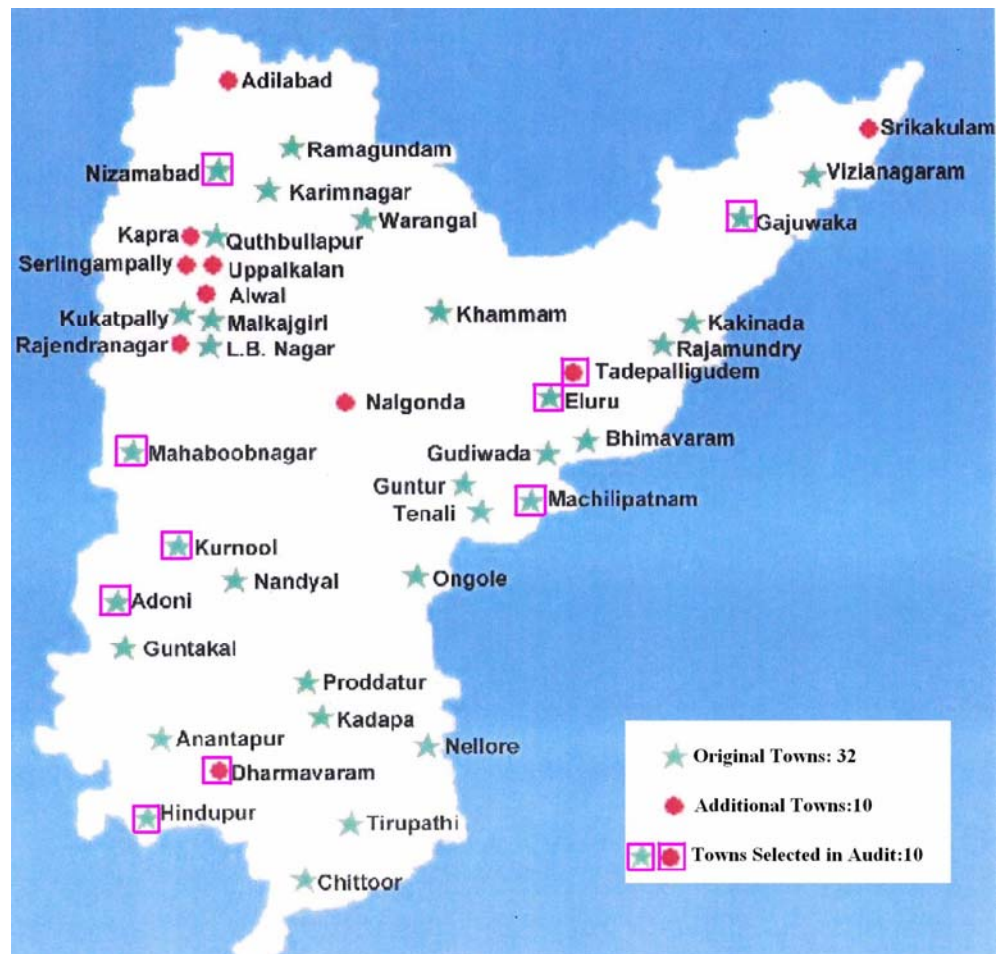 Adilabad
Srikakulam
Ramagundam
Nizamabad
Vizianagaram
Karimnagar
Warangal
Gajuwaka
Kapra
Quthbullapur
Serlingampally
Uppalkalan
Alwal
Khammam
Kukatpally
Malkajgiri
Kakinada
Rajendranagar
L.B. Nagar
Rajamundry
Tadepalligudem
Nalgonda
Eluru
Bhimavaram
Mahaboobnagar
Gudiwada
Guntur
Machilipatnam
Tenali
Kurnool
Nandyal
Ongole
Adoni
Guntakal
Proddatur
Kadapa
Anantapur
Nellore
Dharmavaram
Hindupur
Tirupathi
Chittoor
Original Towns: 32
Additional Towns:10
Towns Selected in Audit:10